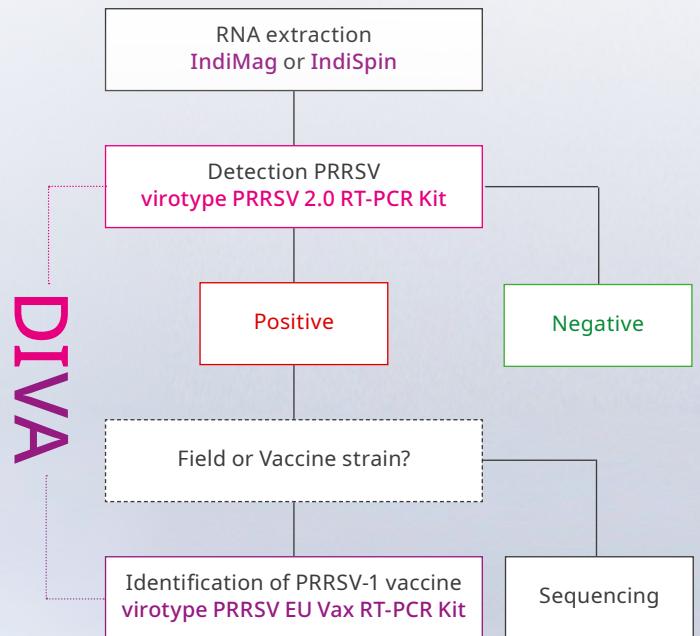 RNA extraction
IndiMag or IndiSpin
Detection PRRSV
virotype PRRSV 2.0 RT-PCR Kit
Positive
Negative
DIVA
Field or Vaccine strain?
Identification of PRRSV-1 vaccine
virotype PRRSV EU Vax RT-PCR Kit
Sequencing